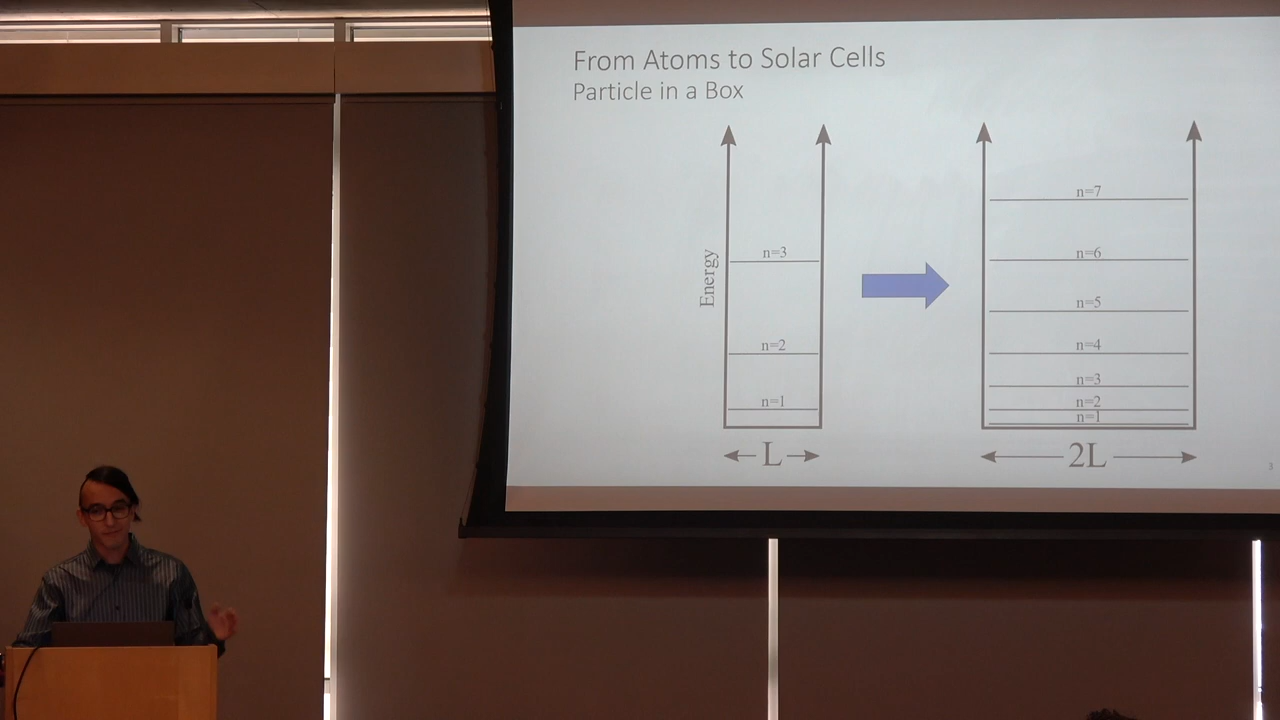 From Atoms to Solar Cells
Particle in a Box
Energy
n=3
n=2
n=1
L
n=7
n=6
n=5
n=4
n=3
n=2
n=1
2L
3